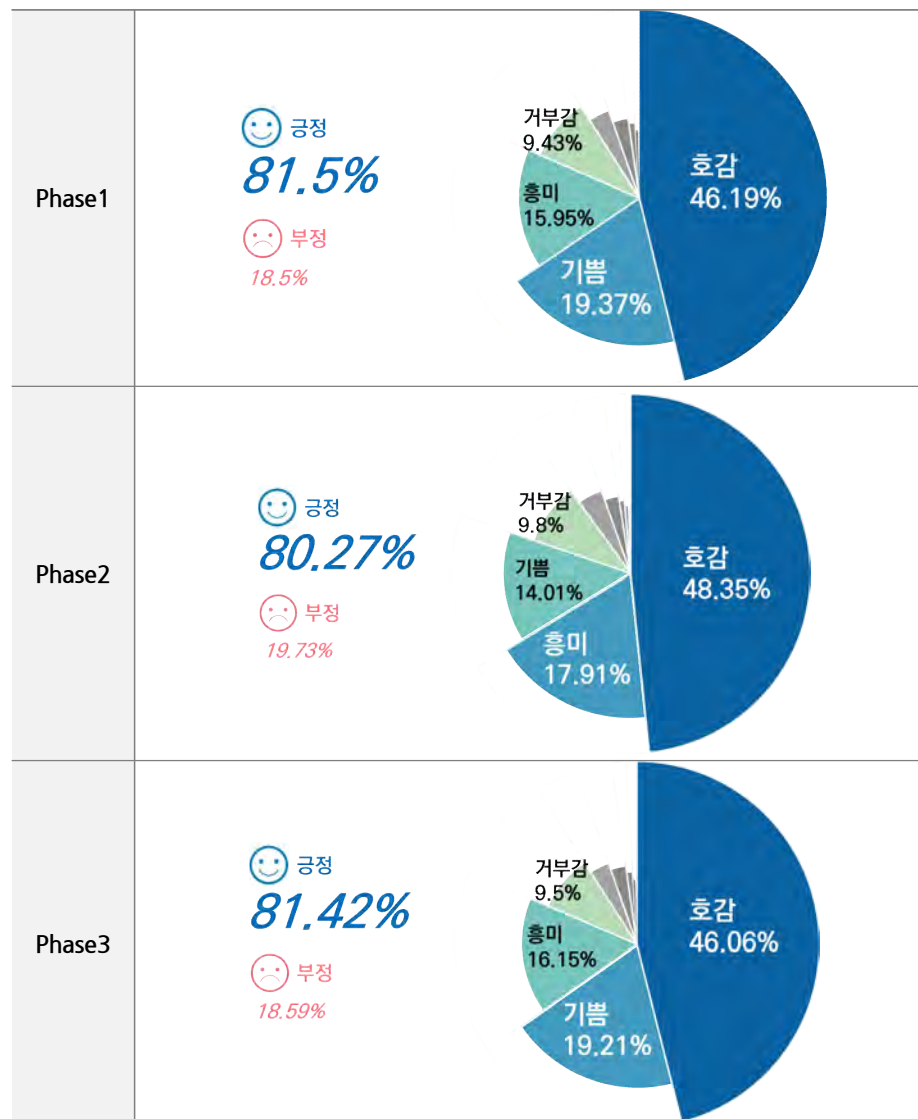 Phase1
긍정
81.5%
부정
18.5%
거부감
9.43%
흥미
15.95%
기쁨
19.37%
호감
46.19%
Phase2
긍정
80.27%
부정
19.73%
거부감
9.8%
기쁨
14.01%
흥미
17.91%
호감
48.35%
Phase3
긍정
81.42%
부정
18.59%
거부감
9.5%
흥미
16.15%
기쁨
19.21%
호감
46.06%